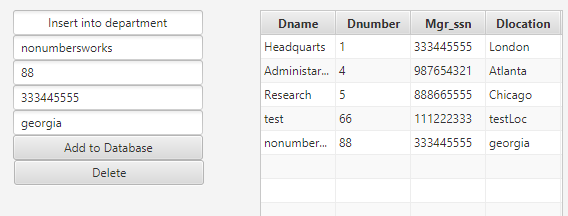 Insert into department
nonumbersworks
88
333445555
georgia
Add to Database
Delete
Dname Dnumber Mgr_ssn Dlocation
Headquarts 1 333445555 London
Administar... 4 987654321 Atlanta
Research 5 888665555 Chicago
test 66 111222333 testLoc
nonumber... 88 333445555 georgia